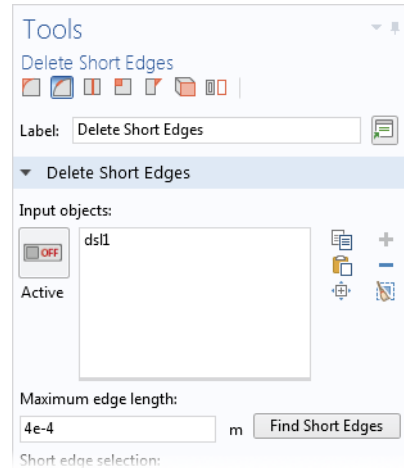 Tools
Delete Short Edges
Label: Delete Short Edges
Delete Short Edges
Input objects:
dsl1
OFF
Active
Maximum edge length:
4e-4 m Find Short Edges
Short edge selection: